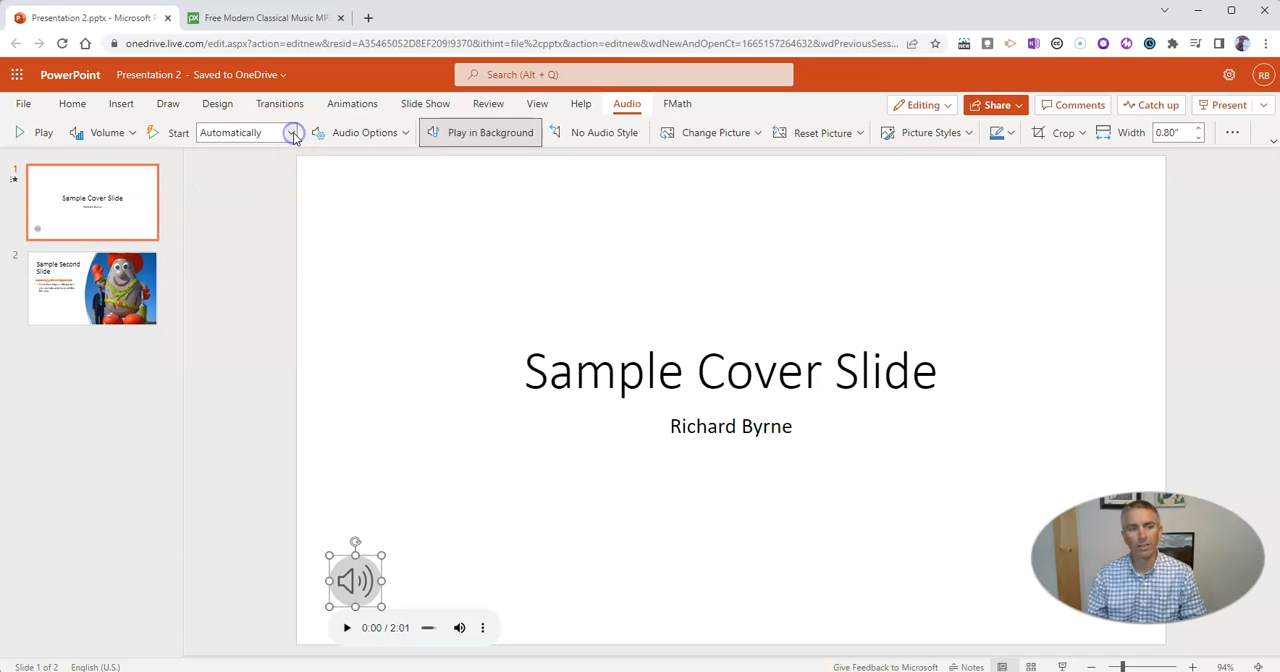 Presentation 2.pptx - Microsoft P
Free Modern Classical Music MP
onedrive.live.com/edit.aspx?action=editnew&resid=A35465052D8EF209!9370&ithint=file%2cpptx&action=editnew&wdNewAndOpenCt=1665157264632&wdPreviousSess...
PowerPoint
Presentation 2 - Saved to OneDrive
Search (Alt + Q)
RB
File
Home
Insert
Draw
Design
Transitions
Animations
Slide Show
Review
View
Help
Audio
FMath
Editing
Share
Comments
Catch up
Present
Play
Volume
Start
Automatically
Audio Options
Play in Background
No Audio Style
Change Picture
Reset Picture
Picture Styles
Crop
Width
0.80"
1
Sample Cover Slide
Richard Byrne
2
Sample Second
Slide
Sample Cover Slide
Richard Byrne
0:00 / 2:01
Slide 1 of 2
English (U.S.)
Give Feedback to Microsoft
Notes
94%